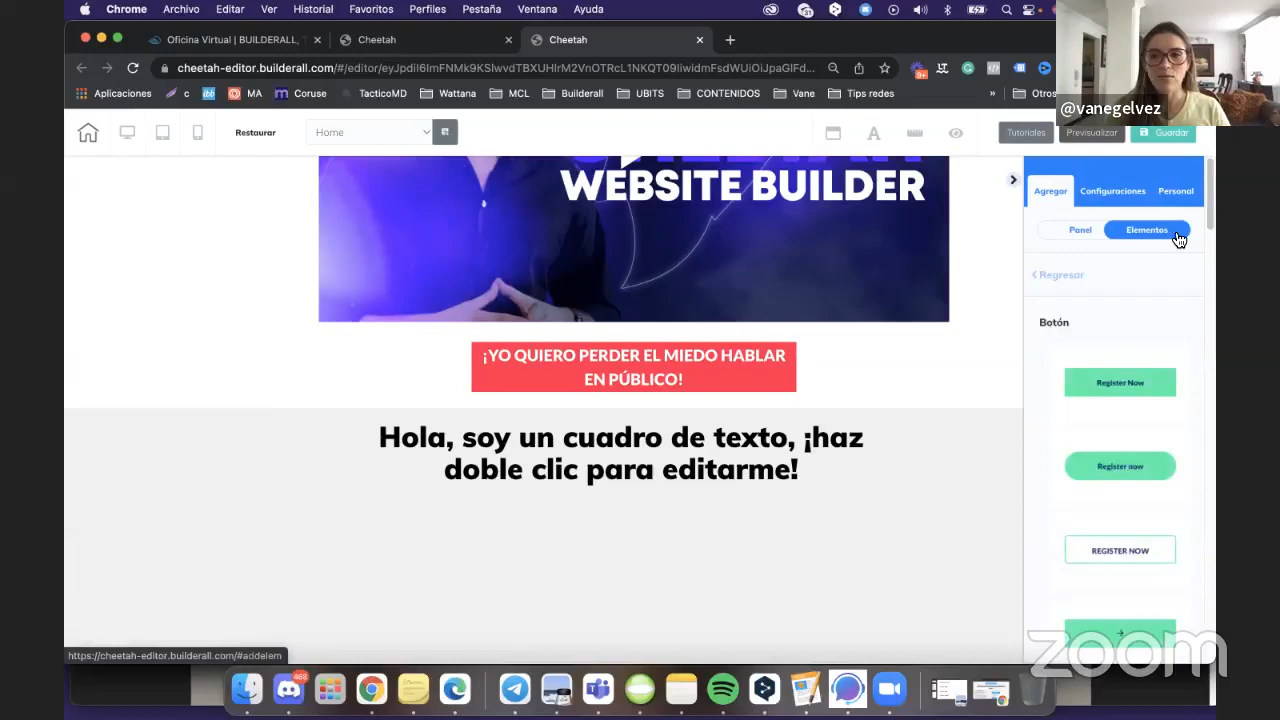 Chrome Archivo Editar Ver Historial Favoritos Perfiles Pestaña Ventana Ayuda
31
Oficina Virtual | BUILDERALL,
Cheetah
Cheetah
cheetah-editor.builderall.com/#/editor/
9+
Aplicaciones
c
MA
Coruse
TacticoMD
Watana
MCL
Builderall
UBITS
CONTENIDOS
Vane
Tips redes
Otros
@vanegelvez
Restaurar
Home
Tutoriales
Previsualizar
Guardar
WEBSITE BUILDER
Agregar
Configuraciones
Personal
Panel
Elementos
Regresar
Botón
¡YO QUIERO PERDER EL MIEDO HABLAR
EN PÚBLICO!
Register Now
Hola, soy un cuadro de texto, ¡haz
doble clic para editarme!
Register now
REGISTER NOW
zoom
https://cheetah-editor.builderall.com/#addelem
468